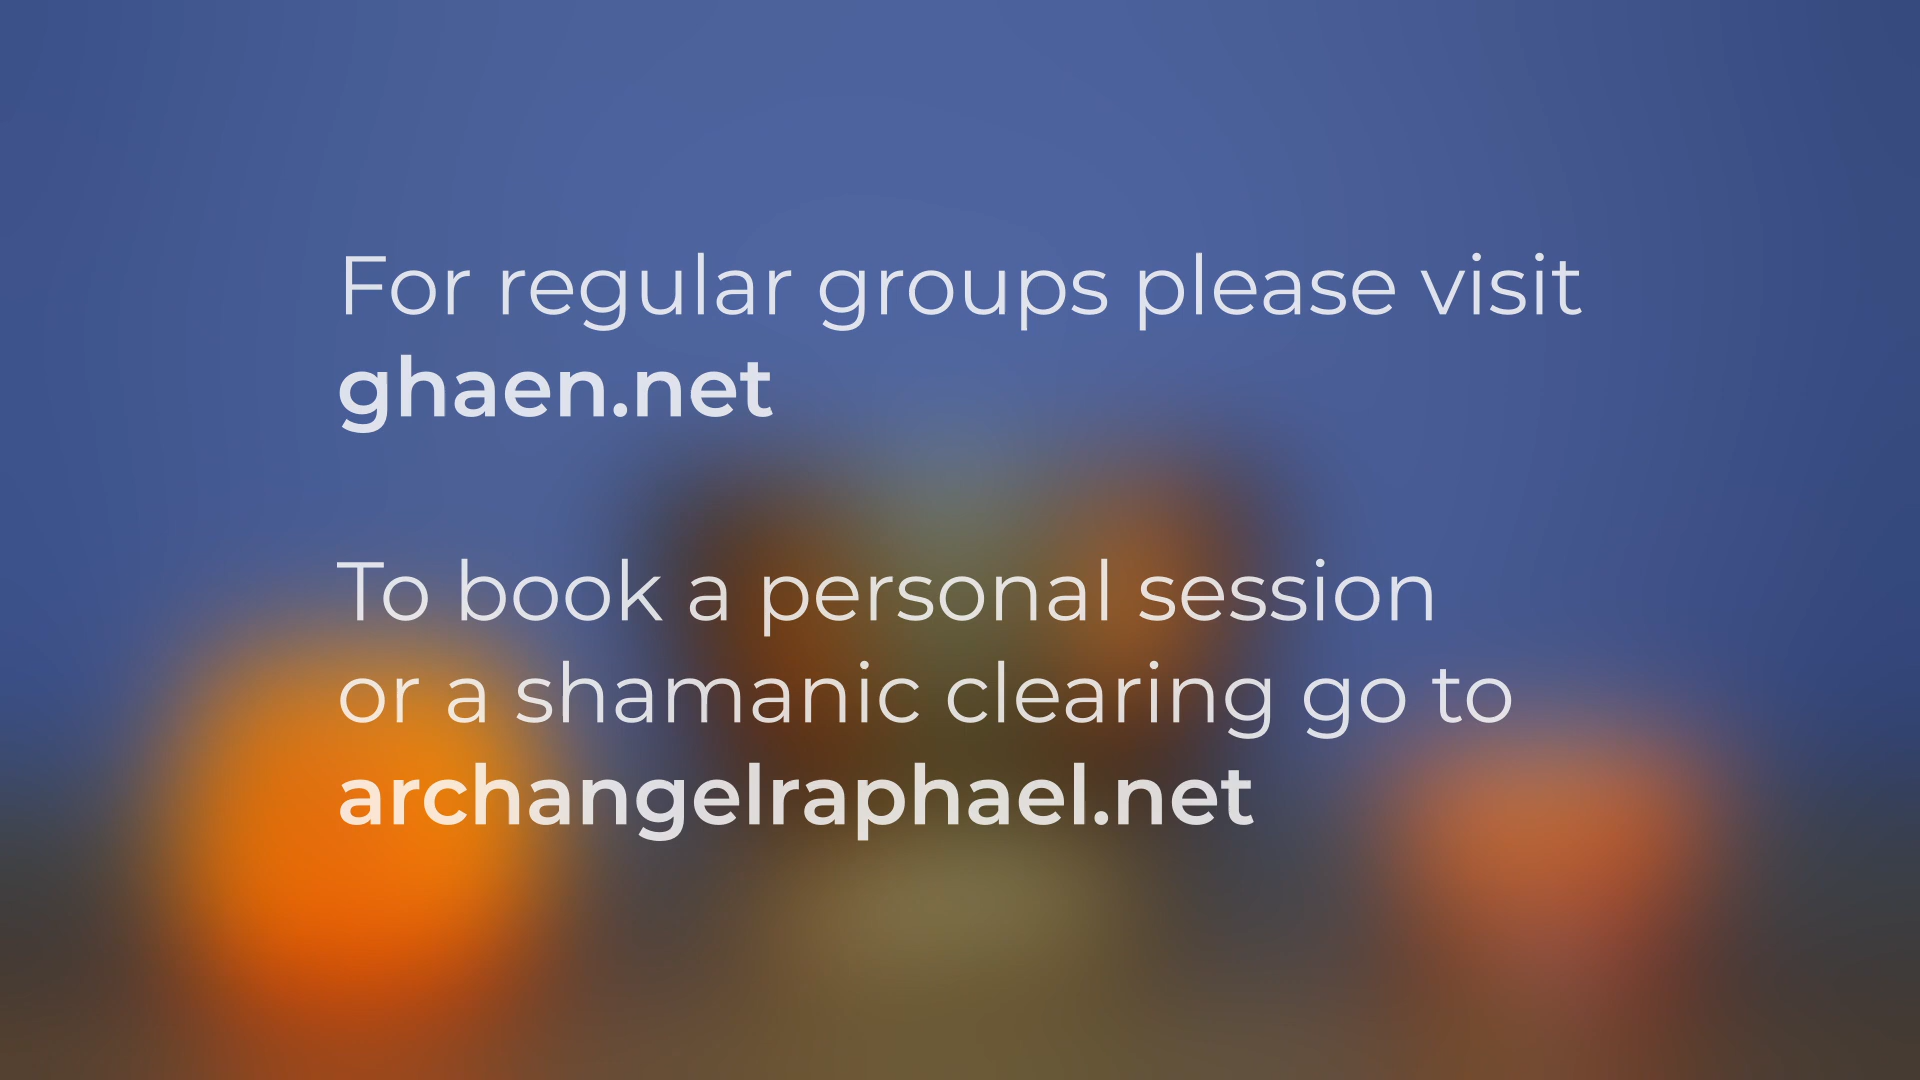 For regular groups please visit
ghaen.net
To book a personal session
or a shamanic clearing go to
archangelraphael.net